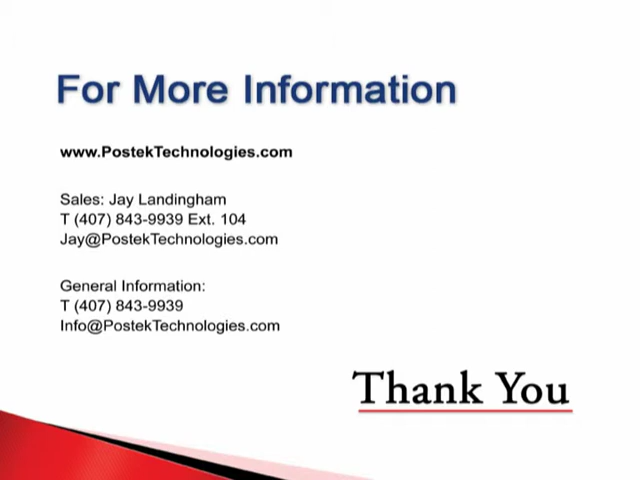 For More Information
www.PostekTechnologies.com
Sales: Jay Landingham
T (407) 843-9939 Ext. 104
Jay@PostekTechnologies.com
General Information:
T (407) 843-9939
Info@PostekTechnologies.com
Thank You